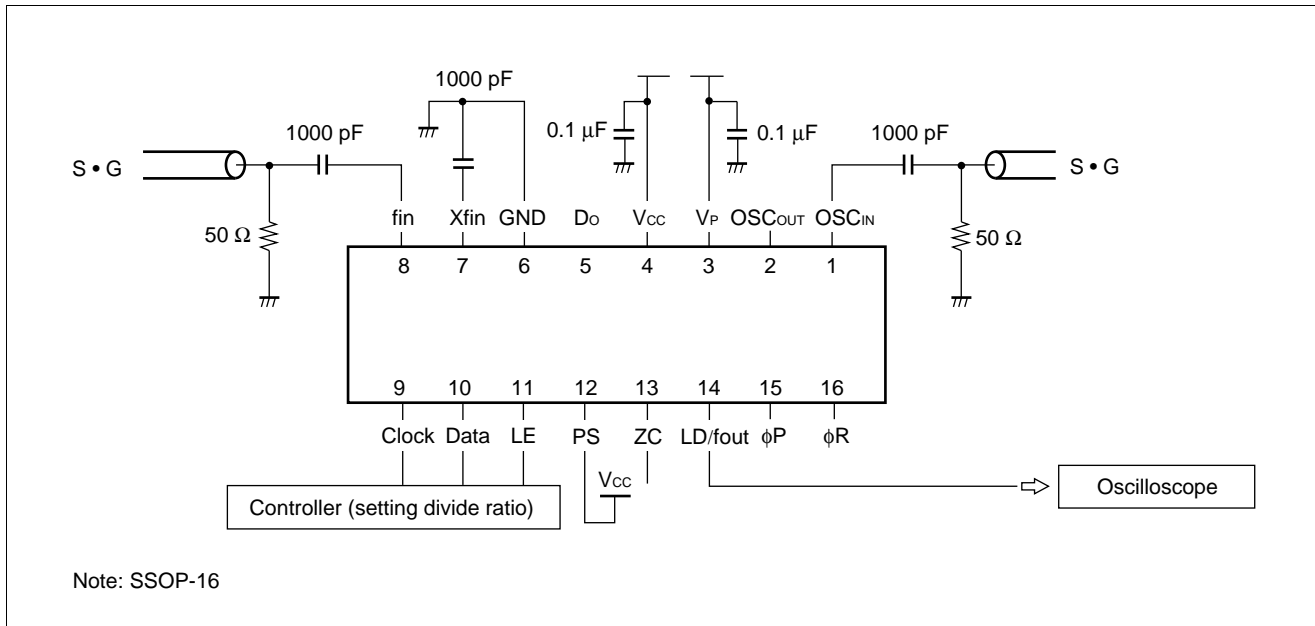 1000 pF
1000 pF
0.1 μF
0.1 μF
1000 pF
S • G
S • G
50 Ω
50 Ω
fin Xfin GND DO VCC VP OSCOUT OSCIN
8 7 6 5 4 3 2 1
9 10 11 12 13 14 15 16
Clock Data LE PS ZC LD/fout ϕP ϕR
VCC
Controller (setting divide ratio)
Oscilloscope
Note: SSOP-16